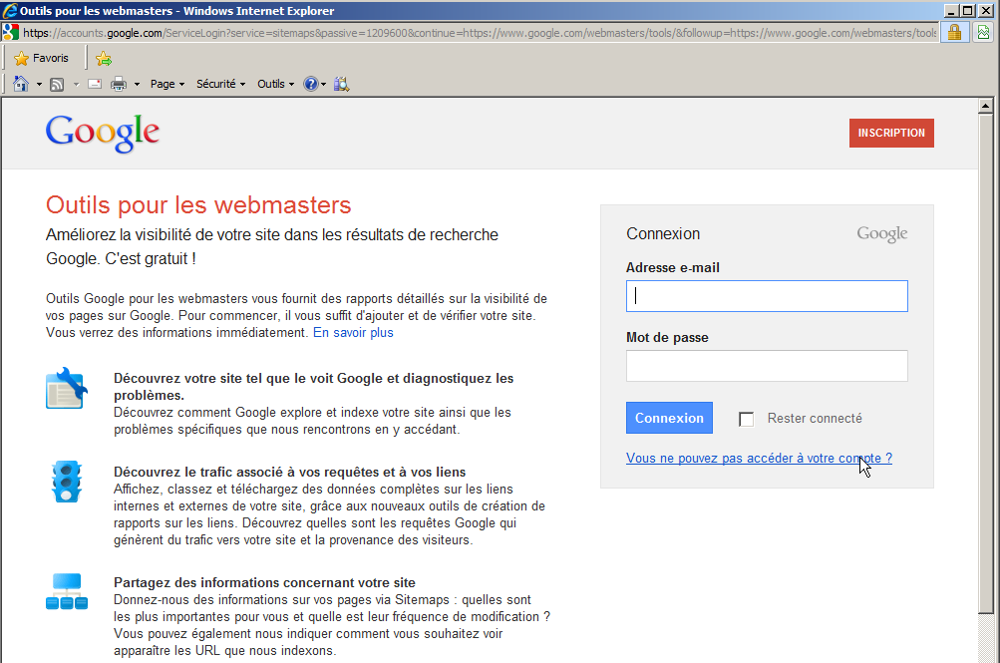 Outils pour les webmasters - Windows Internet Explorer
https://accounts.google.com/ServiceLogin?service=sitemaps&passive=1209600&continue=https://www.google.com/webmasters/tools/&followup=https://www.google.com/webmasters/tools
Favoris
Page Sécurité Outils
Google
INSCRIPTION
Outils pour les webmasters
Améliorez la visibilité de votre site dans les résultats de recherche
Google. C'est gratuit !
Outils Google pour les webmasters vous fournit des rapports détaillés sur la visibilité de
vos pages sur Google. Pour commencer, il vous suffit d'ajouter et de vérifier votre site.
Vous verrez des informations immédiatement. En savoir plus
Découvrez votre site tel que le voit Google et diagnostiquez les
problèmes.
Découvrez comment Google explore et indexe votre site ainsi que les
problèmes spécifiques que nous rencontrons en y accédant.
Découvrez le trafic associé à vos requêtes et à vos liens
Affichez, classez et téléchargez des données complètes sur les liens
internes et externes de votre site, grâce aux nouveaux outils de création de
rapports sur les liens. Découvrez quelles sont les requêtes Google qui
génèrent du trafic vers votre site et la provenance des visiteurs.
Partagez des informations concernant votre site
Donnez-nous des informations sur vos pages via Sitemaps : quelles sont
les plus importantes pour vous et quelle est leur fréquence de modification ?
Vous pouvez également nous indiquer comment vous souhaitez voir
apparaître les URL que nous indexons.
Connexion Google
Adresse e-mail
Mot de passe
Connexion Rester connecté
Vous ne pouvez pas accéder à votre compte ?